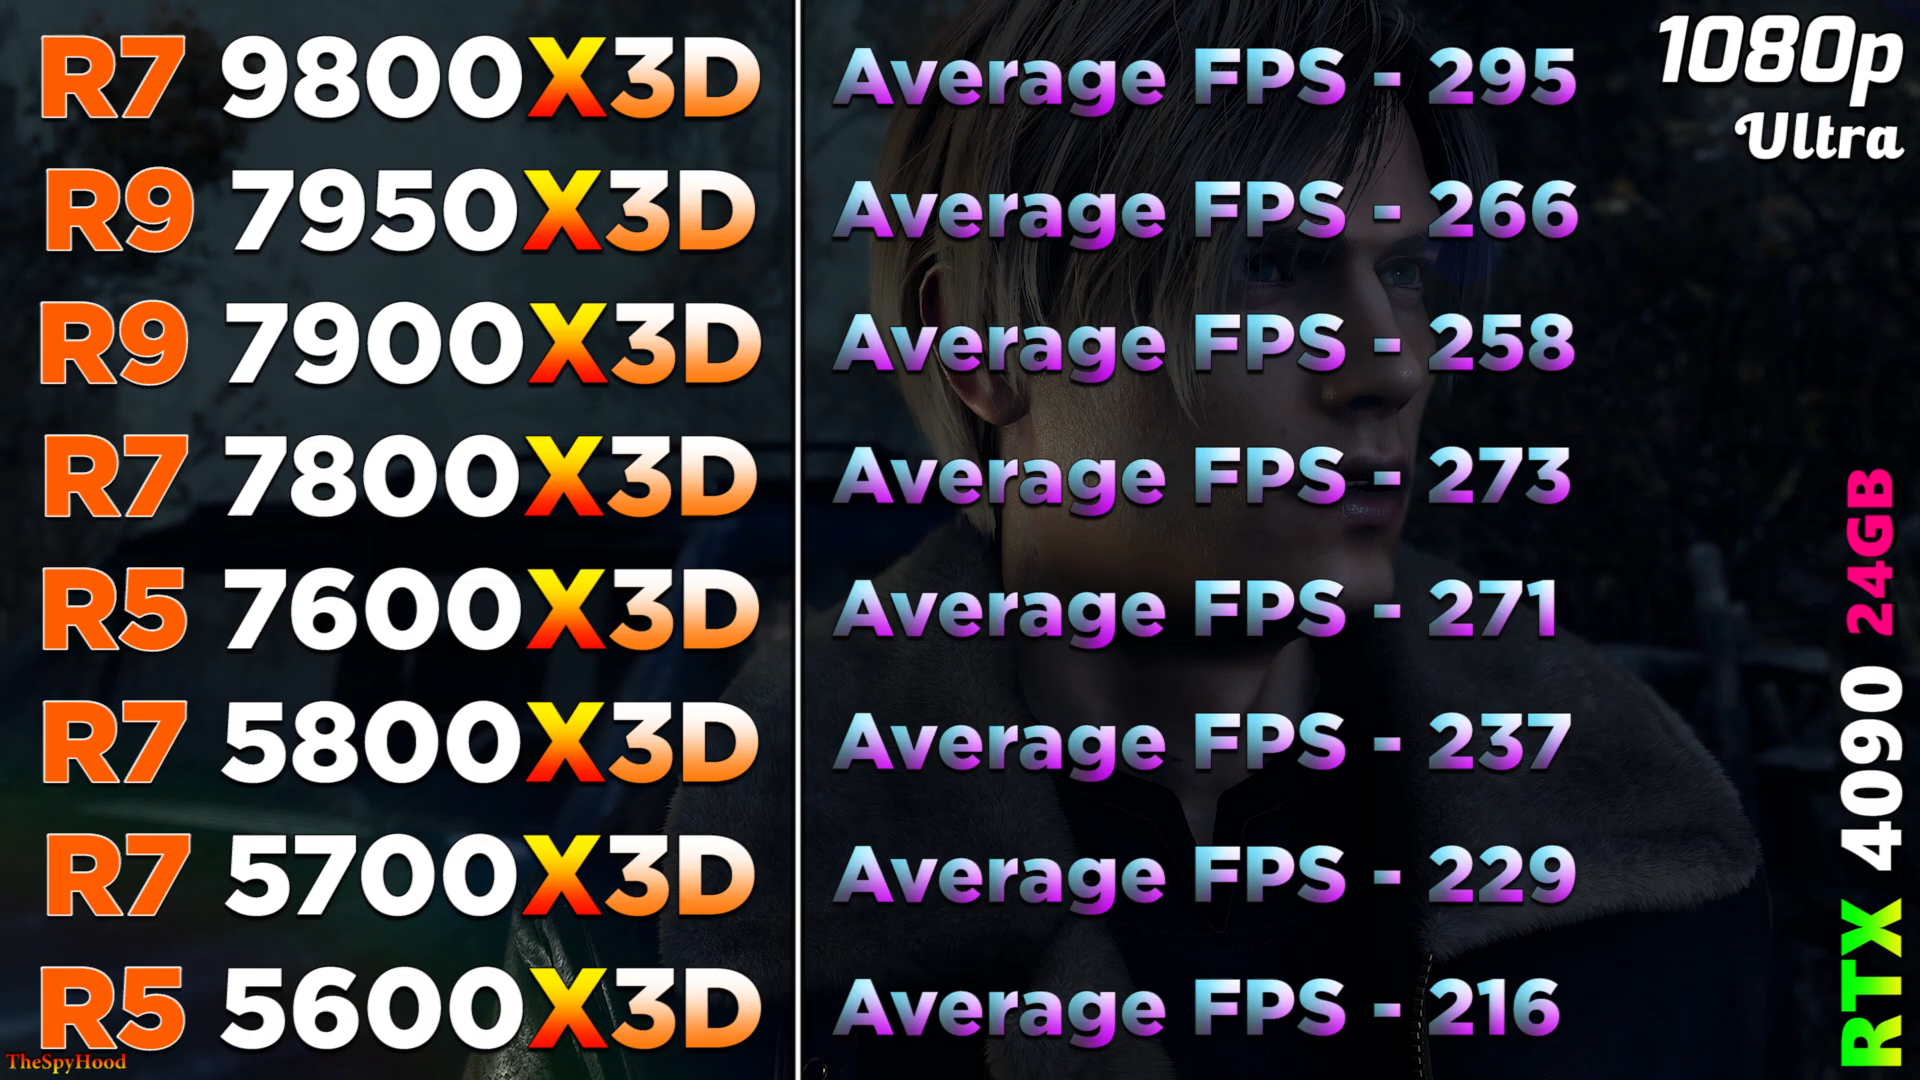 R7 9800X3D Average FPS - 295
R9 7950X3D Average FPS - 266
R9 7900X3D Average FPS - 258
R7 7800X3D Average FPS - 273
R5 7600X3D Average FPS - 271
R7 5800X3D Average FPS - 237
R7 5700X3D Average FPS - 229
R5 5600X3D Average FPS - 216
1080p
Ultra
RTX 4090 24GB
TheSpyHood